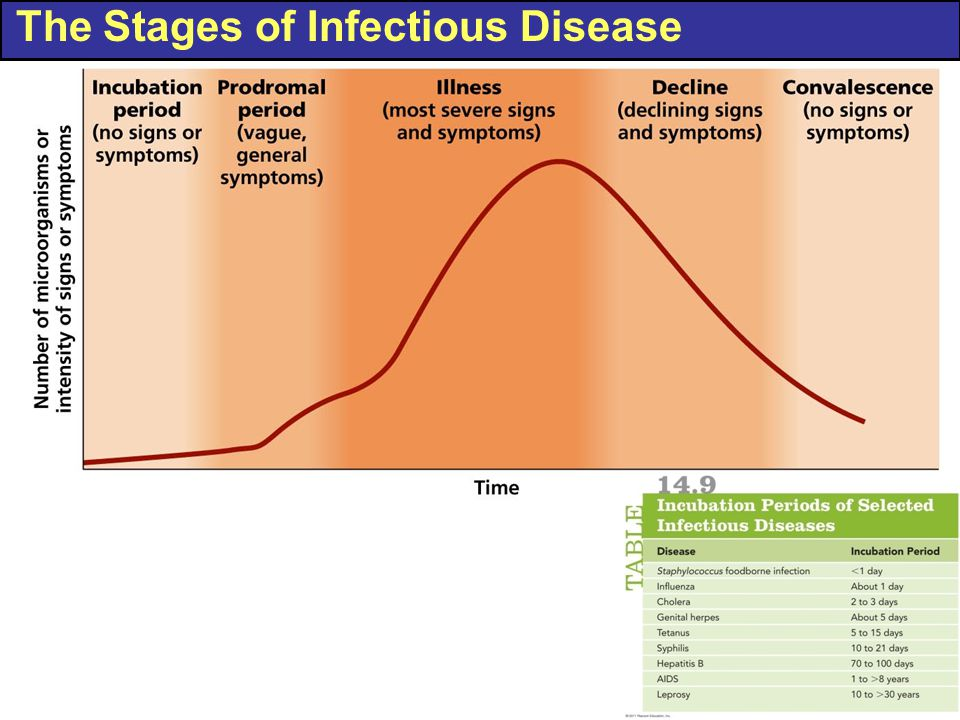 The Stages of Infectious Disease
Incubation
period
(no signs or
symptoms)
Prodromal
period
(vague,
general
symptoms)
Illness
(most severe signs
and symptoms)
Decline
(declining signs
and symptoms)
Convalescence
(no signs or
symptoms)
Number of microorganisms or
intensity of signs or symptoms
Time
TABLE
14.9
Incubation Periods of Selected
Infectious Diseases
Disease Incubation Period
Staphylococcus foodborne infection <1 day
Influenza About 1 day
Cholera 2 to 3 days
Genital herpes About 5 days
Tetanus 5 to 15 days
Syphilis 10 to 21 days
Hepatitis B 70 to 100 days
AIDS 1 to >8 years
Leprosy 10 to >30 years
© 2011 Pearson Education, Inc.